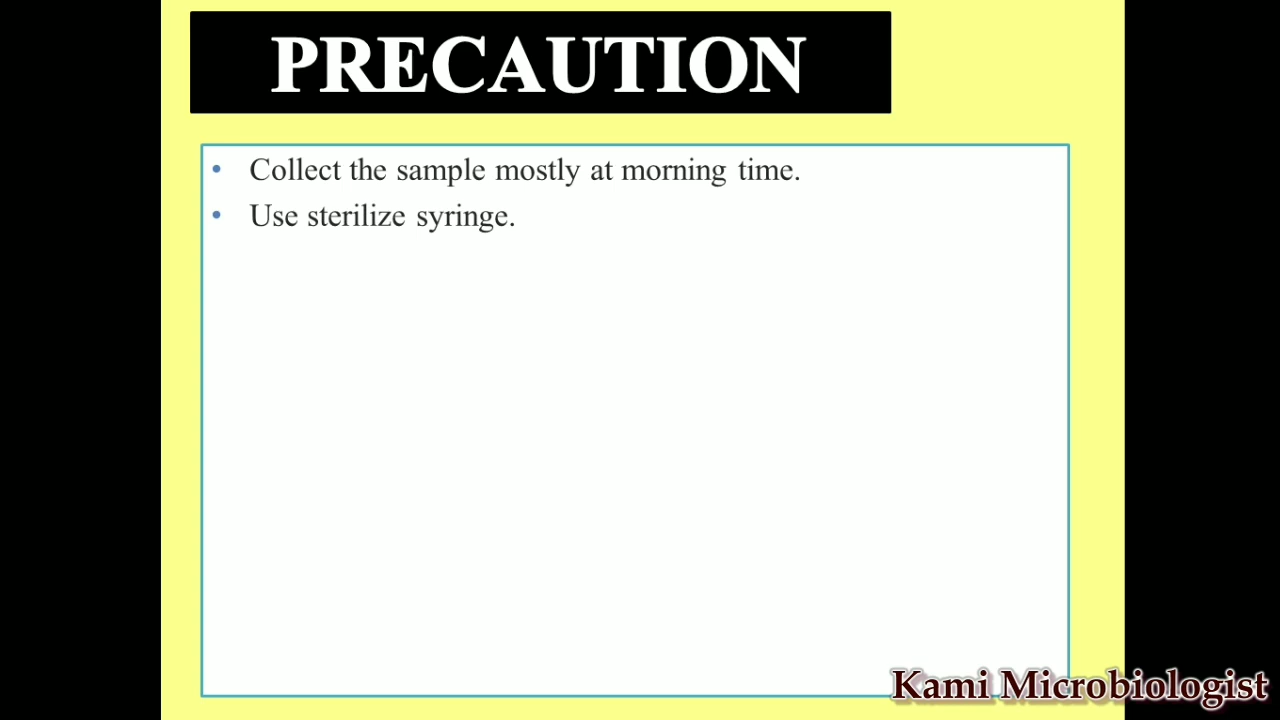 PRECAUTION
• Collect the sample mostly at morning time.
• Use sterilize syringe.
Kami Microbiologist